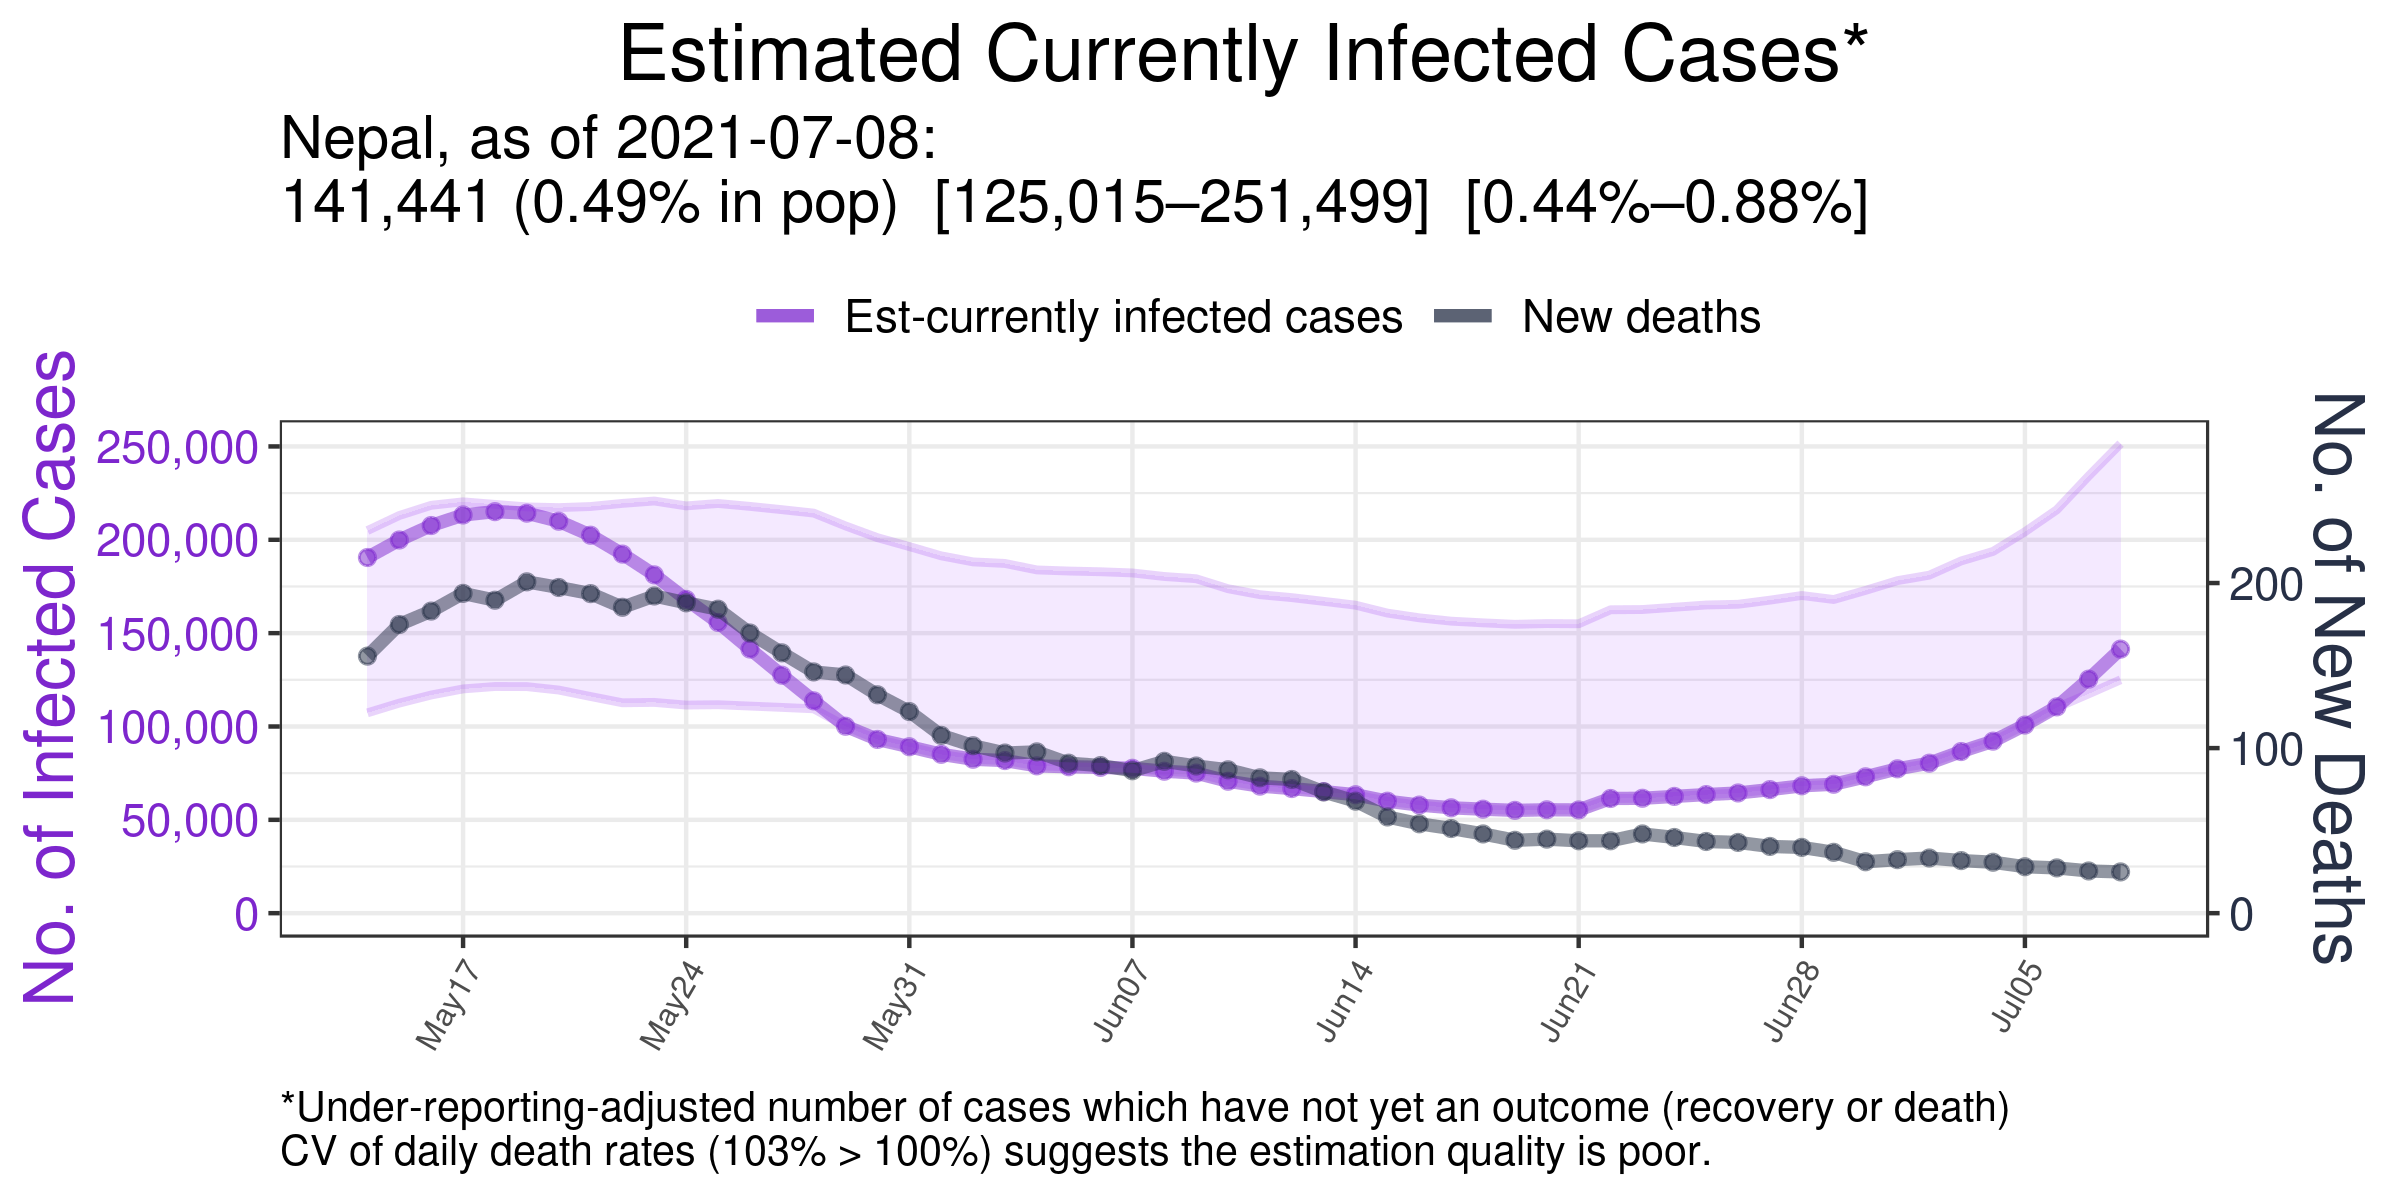 Estimated Currently Infected Cases*
Nepal, as of 2021-07-08:
141,441 (0.49% in pop)  [125,015–251,499]  [0.44%–0.88%]
Est-currently infected cases
New deaths
No. of Infected Cases
250,000
200,000
150,000
100,000
50,000
0
No. of New Deaths
200
100
0
May17
May24
May31
Jun07
Jun14
Jun21
Jun28
Jul05
*Under-reporting-adjusted number of cases which have not yet an outcome (recovery or death)
CV of daily death rates (103% > 100%) suggests the estimation quality is poor.